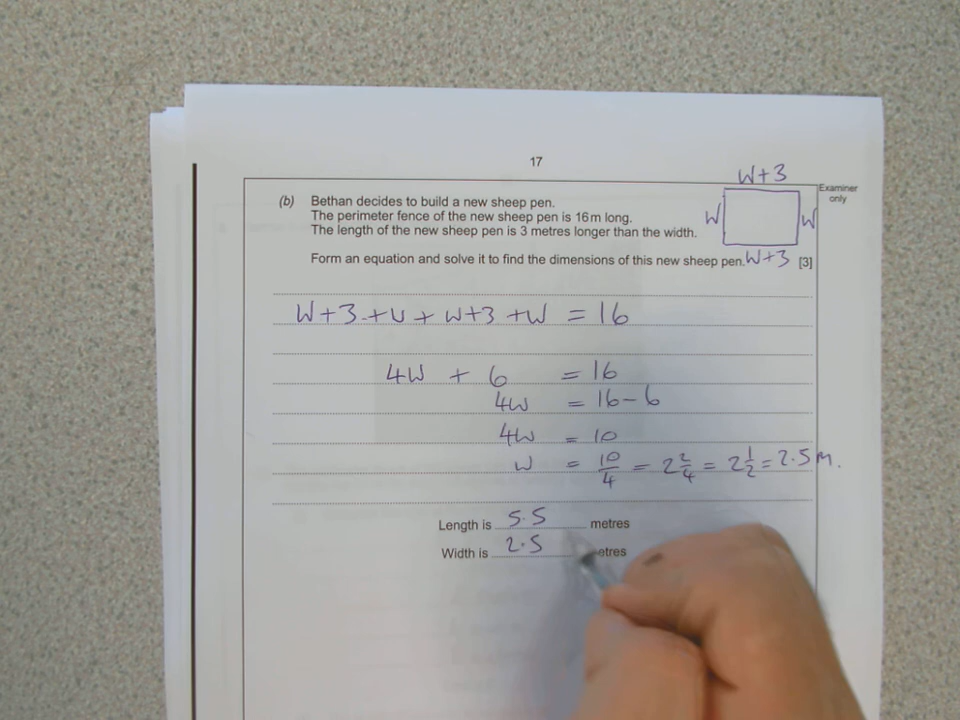 17
W+3
Examiner
only
(b) Bethan decides to build a new sheep pen.
The perimeter fence of the new sheep pen is 16 m long.
The length of the new sheep pen is 3 metres longer than the width.
W W
Form an equation and solve it to find the dimensions of this new sheep pen. W+3 [3]
W+3+W+W+3+W = 16
4W + 6 = 16
4W = 16-6
4W = 10
W = 10/4 = 2 2/4 = 2 1/2 = 2.5 m.
Length is 5.5 metres
Width is 2.5 etres